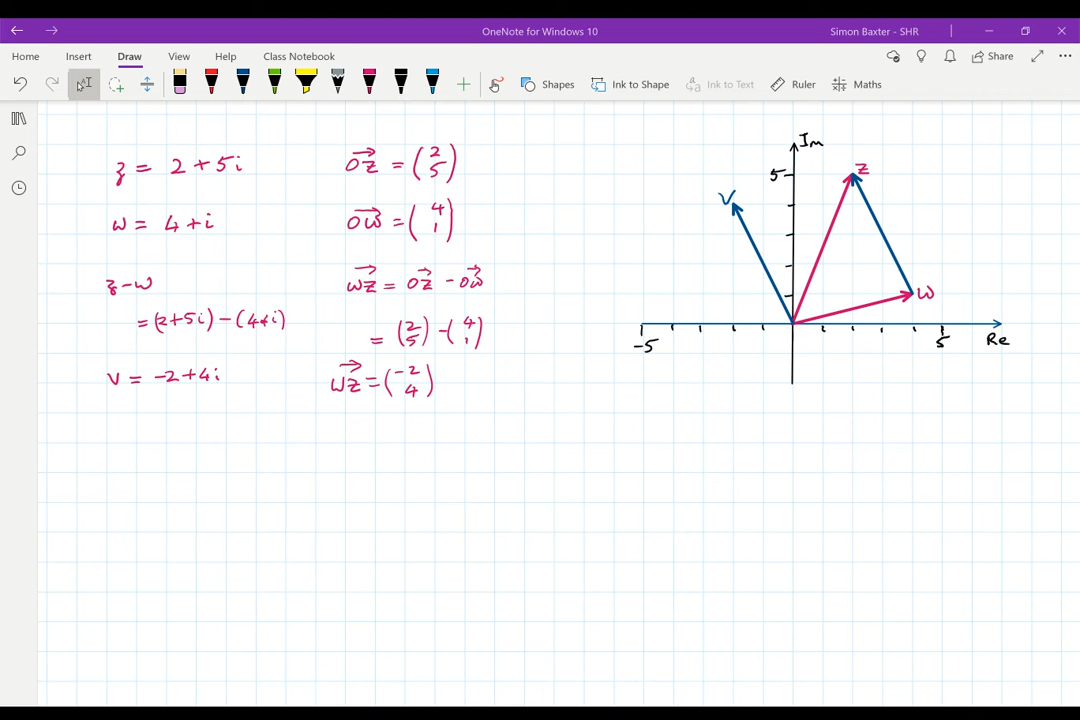 OneNote for Windows 10
Simon Baxter - SHR
Home Insert Draw View Help Class Notebook
Share
Shapes Ink to Shape Ink to Text Ruler Maths
z = 2 + 5i
w = 4 + i
z - w
= (2+5i) - (4+i)
v = -2 + 4i
OZ = (2 5)
OW = (4 1)
WZ = OZ - OW
= (2 5) - (4 1)
WZ = (-2 4)
Im
5
Z
V
W
-5
5
Re